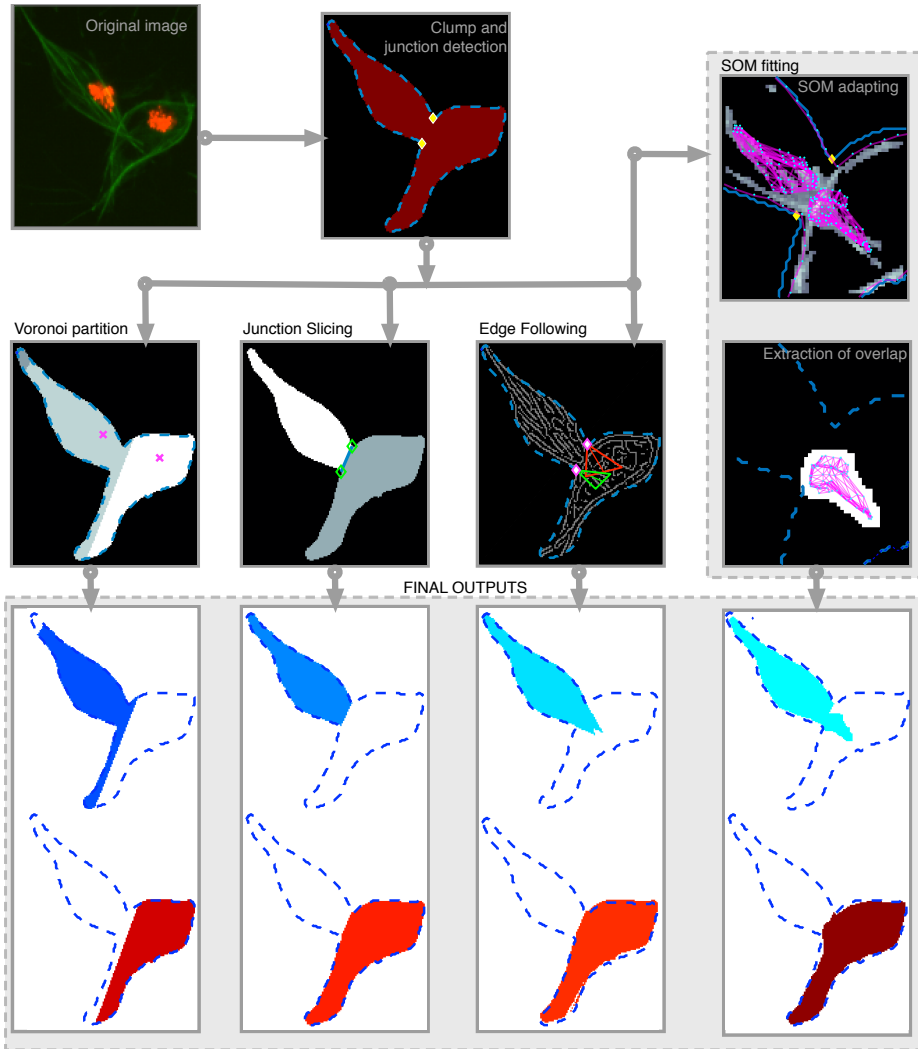 Original image
Clump and
junction detection
SOM fitting
SOM adapting
Voronoi partition
Junction Slicing
Edge Following
Extraction of overlap
FINAL OUTPUTS